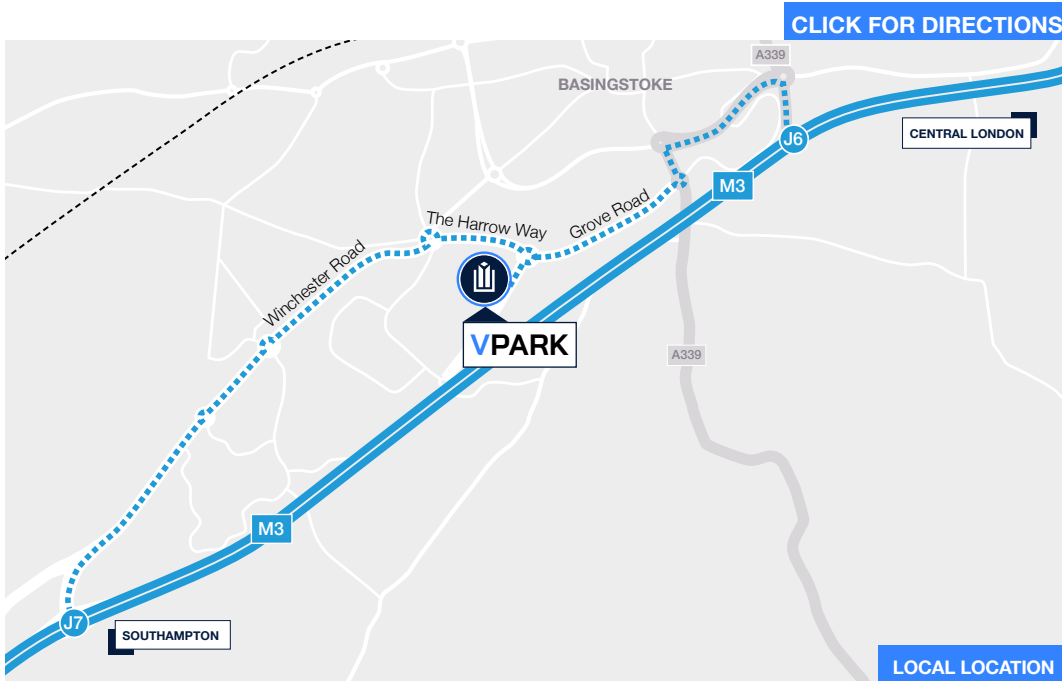 CLICK FOR DIRECTIONS
A339
BASINGSTOKE
CENTRAL LONDON
J6
M3
Grove Road
The Harrow Way
Winchester Road
VPARK
A339
M3
J7
SOUTHAMPTON
LOCAL LOCATION